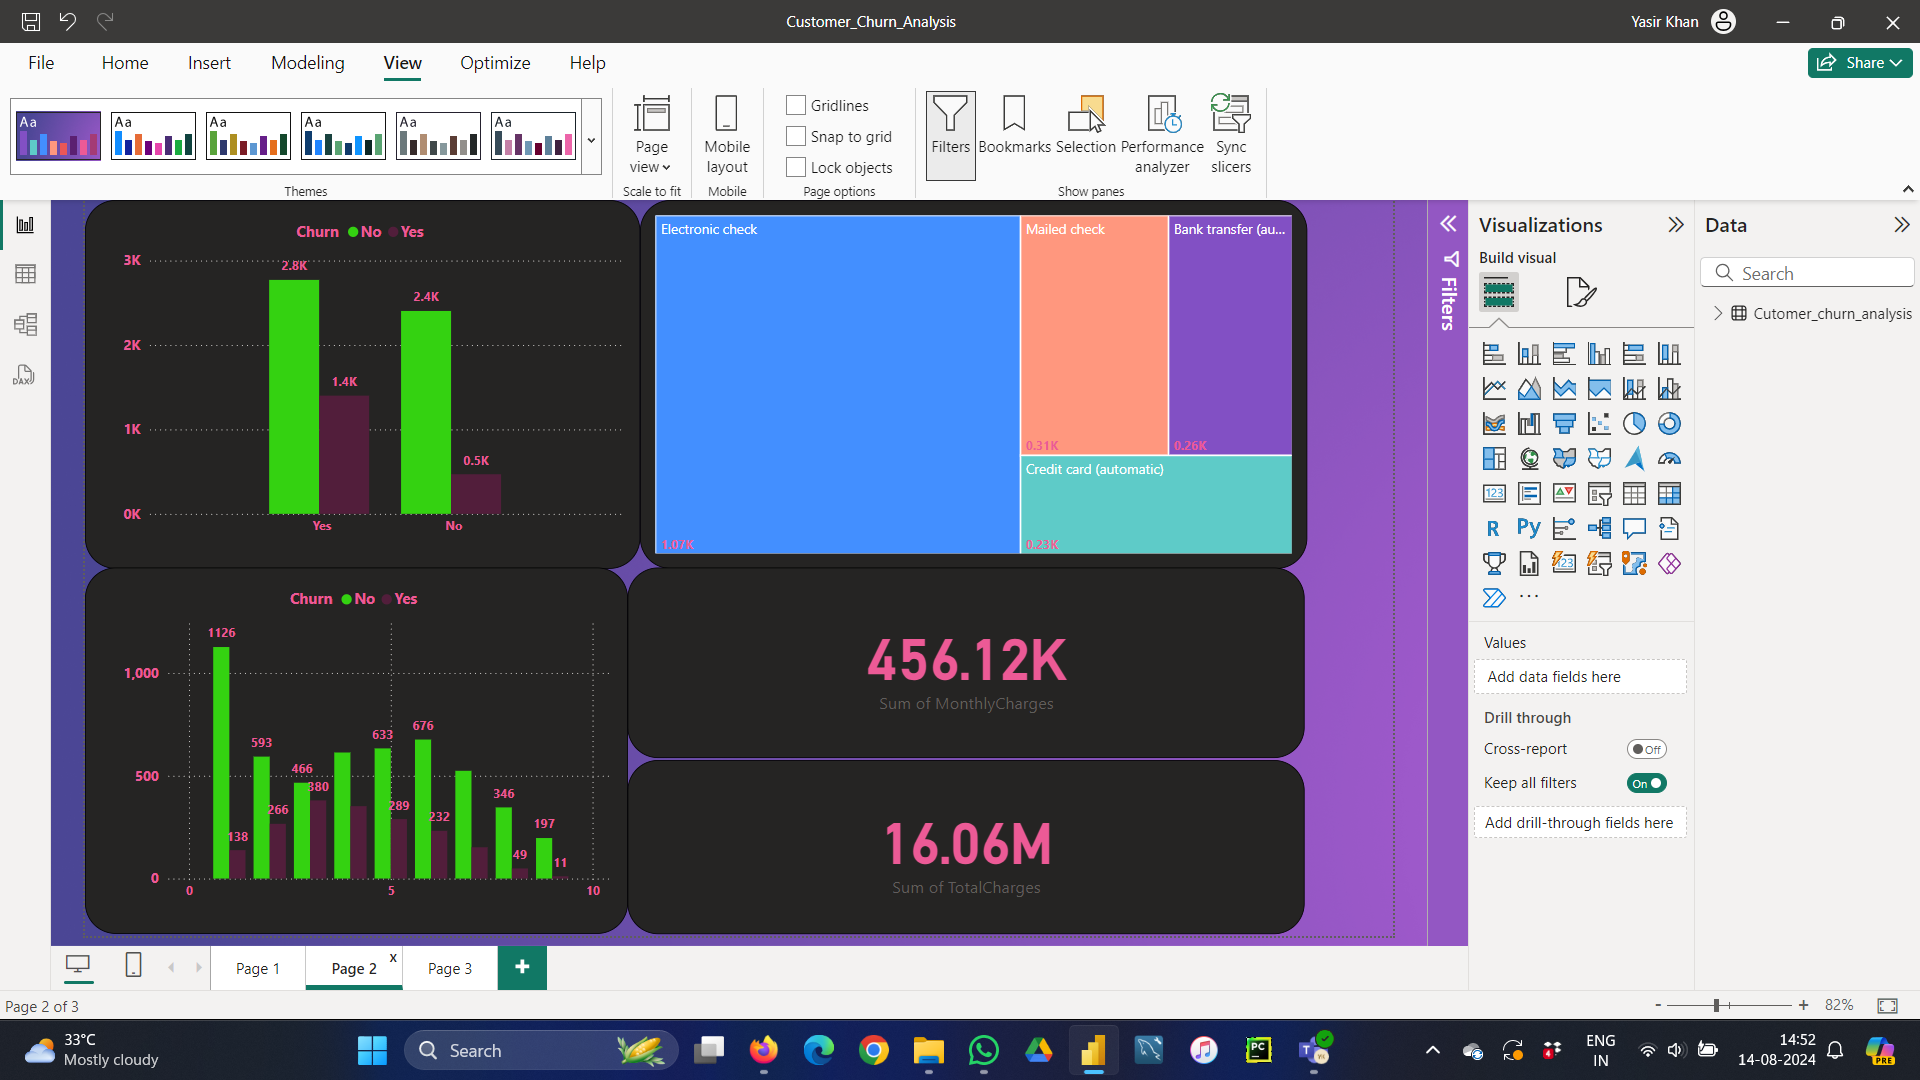 Customer_Churn_Analysis
Yasir Khan
File Home Insert Modeling View Optimize Help
Share
Aa Aa Aa Aa Aa Aa
Page view
Mobile layout
Gridlines
Snap to grid
Lock objects
Filters
Bookmarks
Selection
Performance analyzer
Sync slicers
Themes
Scale to fit
Mobile
Page options
Show panes
Churn No Yes
3K
2K
1K
0K
2.8K
1.4K
2.4K
0.5K
Yes
No
Electronic check
1.07K
Mailed check
0.31K
Bank transfer (au...
0.26K
Credit card (automatic)
0.23K
Churn No Yes
1,000
500
0
1126
138
593
266
466
380
633
289
676
232
346
49
197
11
0
5
10
456.12K
Sum of MonthlyCharges
16.06M
Sum of TotalCharges
Filters
Visualizations
Build visual
123
R
Py
123
...
Values
Add data fields here
Drill through
Cross-report
Off
Keep all filters
On
Add drill-through fields here
Data
Search
Cutomer_churn_analysis
DAX
Page 1
Page 2
x
Page 3
+
Page 2 of 3
- + 82%
33°C
Mostly cloudy
Search
PC
T
4
ENG
IN
14:52
14-08-2024
PRE